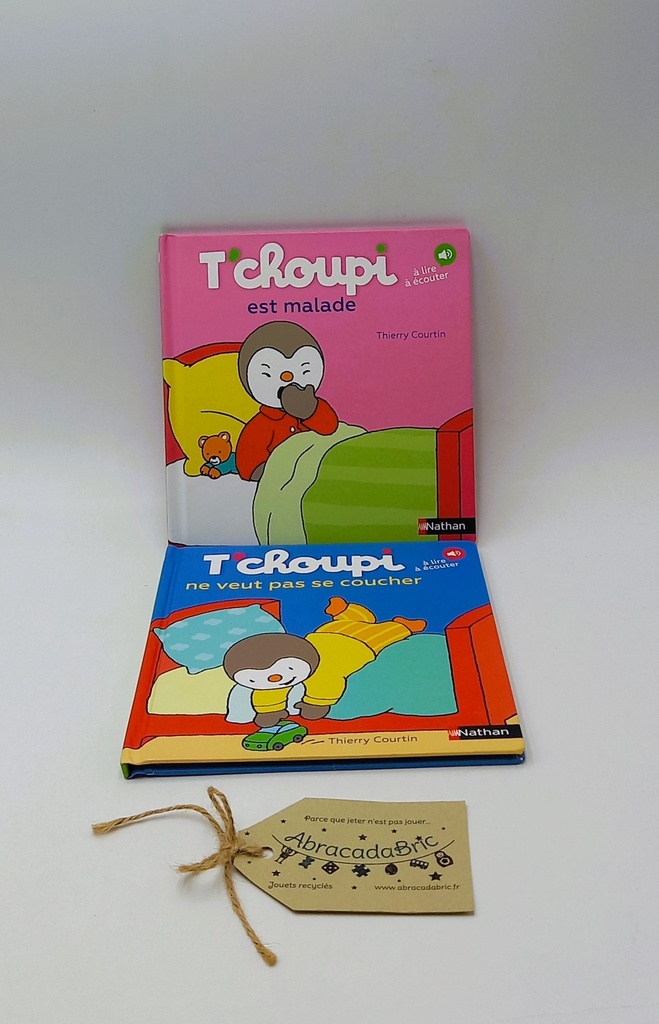 T'choupi
à lire
à écouter
est malade
Thierry Courtin
Nathan
T'choupi
à lire
à écouter
ne veut pas se coucher
Nathan
Thierry Courtin
Parce que jeter n'est pas jouer...
AbracadaBric
Jouets recyclés
www.abracadabric.fr